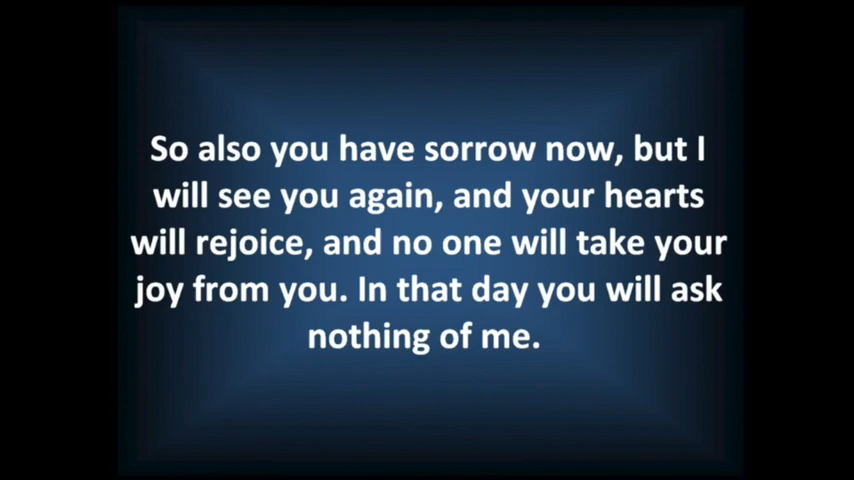 So also you have sorrow now, but I
will see you again, and your hearts
will rejoice, and no one will take your
joy from you. In that day you will ask
nothing of me.